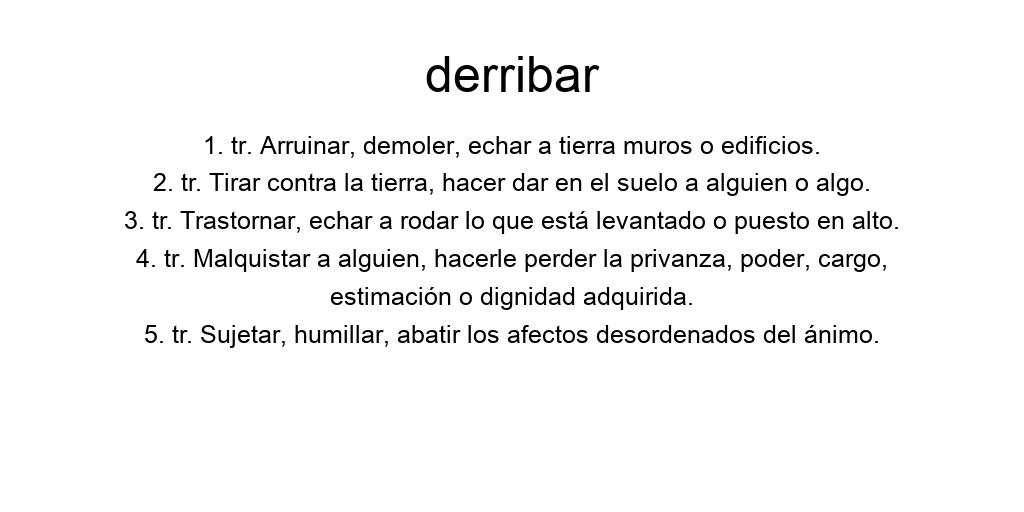 derribar
1. tr. Arruinar, demoler, echar a tierra muros o edificios.
2. tr. Tirar contra la tierra, hacer dar en el suelo a alguien o algo.
3. tr. Trastornar, echar a rodar lo que está levantado o puesto en alto.
4. tr. Malquistar a alguien, hacerle perder la privanza, poder, cargo,
estimación o dignidad adquirida.
5. tr. Sujetar, humillar, abatir los afectos desordenados del ánimo.